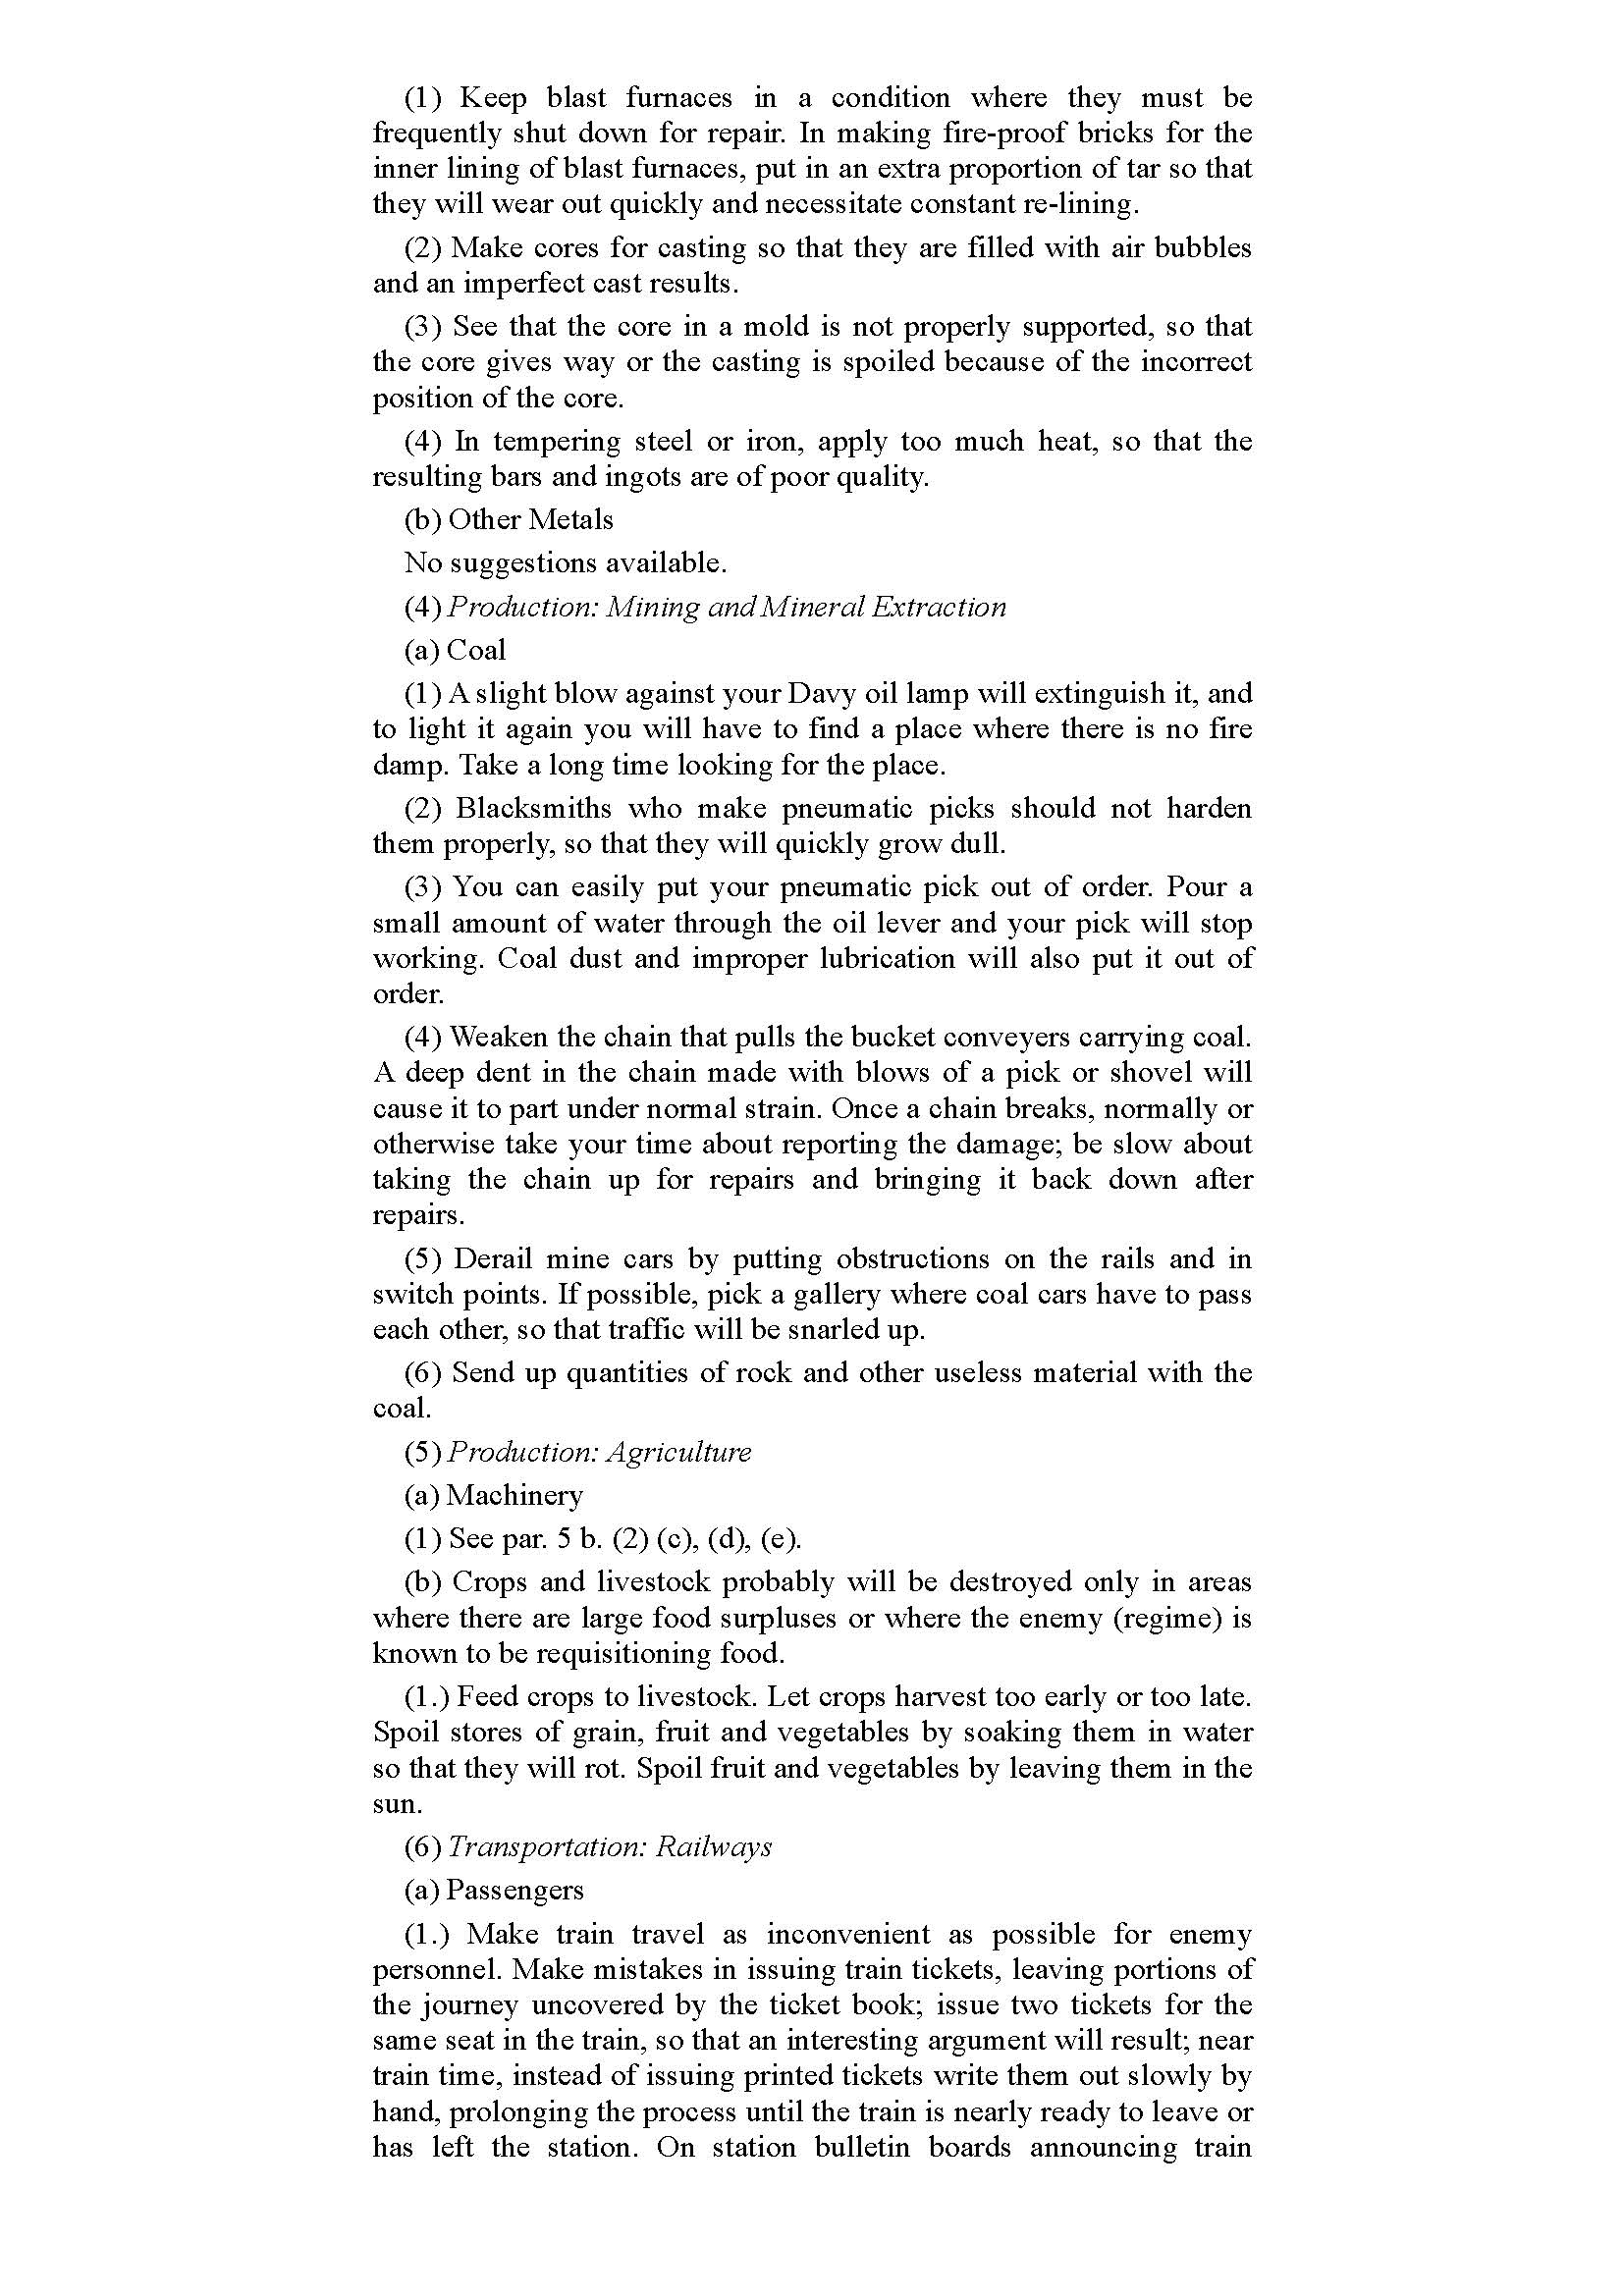 (1) Keep blast furnaces in a condition where they must be
frequently shut down for repair. In making fire-proof bricks for the
inner lining of blast furnaces, put in an extra proportion of tar so that
they will wear out quickly and necessitate constant re-lining.
(2) Make cores for casting so that they are filled with air bubbles
and an imperfect cast results.
(3) See that the core in a mold is not properly supported, so that
the core gives way or the casting is spoiled because of the incorrect
position of the core.
(4) In tempering steel or iron, apply too much heat, so that the
resulting bars and ingots are of poor quality.
(b) Other Metals
No suggestions available.
(4) Production: Mining and Mineral Extraction
(a) Coal
(1) A slight blow against your Davy oil lamp will extinguish it, and
to light it again you will have to find a place where there is no fire
damp. Take a long time looking for the place.
(2) Blacksmiths who make pneumatic picks should not harden
them properly, so that they will quickly grow dull.
(3) You can easily put your pneumatic pick out of order. Pour a
small amount of water through the oil lever and your pick will stop
working. Coal dust and improper lubrication will also put it out of
order.
(4) Weaken the chain that pulls the bucket conveyers carrying coal.
A deep dent in the chain made with blows of a pick or shovel will
cause it to part under normal strain. Once a chain breaks, normally or
otherwise take your time about reporting the damage; be slow about
taking the chain up for repairs and bringing it back down after
repairs.
(5) Derail mine cars by putting obstructions on the rails and in
switch points. If possible, pick a gallery where coal cars have to pass
each other, so that traffic will be snarled up.
(6) Send up quantities of rock and other useless material with the
coal.
(5) Production: Agriculture
(a) Machinery
(1) See par. 5 b. (2) (c), (d), (e).
(b) Crops and livestock probably will be destroyed only in areas
where there are large food surpluses or where the enemy (regime) is
known to be requisitioning food.
(1.) Feed crops to livestock. Let crops harvest too early or too late.
Spoil stores of grain, fruit and vegetables by soaking them in water
so that they will rot. Spoil fruit and vegetables by leaving them in the
sun.
(6) Transportation: Railways
(a) Passengers
(1.) Make train travel as inconvenient as possible for enemy
personnel. Make mistakes in issuing train tickets, leaving portions of
the journey uncovered by the ticket book; issue two tickets for the
same seat in the train, so that an interesting argument will result; near
train time, instead of issuing printed tickets write them out slowly by
hand, prolonging the process until the train is nearly ready to leave or
has left the station. On station bulletin boards announcing train